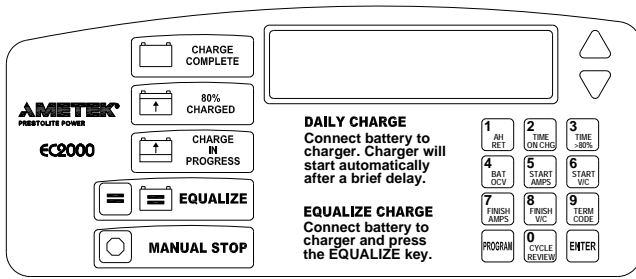 CHARGE
COMPLETE
80%
CHARGED
CHARGE
IN
PROGRESS
AMETEK®
PRESTOLITE POWER
EC2000
EQUALIZE
MANUAL STOP
DAILY CHARGE
Connect battery to
charger. Charger will
start automatically
after a brief delay.
EQUALIZE CHARGE
Connect battery to
charger and press
the EQUALIZE key.
1
AH
RET
2
TIME
ON CHG
3
TIME
>80%
4
BAT
OCV
5
START
AMPS
6
START
V/C
7
FINISH
AMPS
8
FINISH
V/C
9
TERM
CODE
PROGRAM
0
CYCLE
REVIEW
ENTER